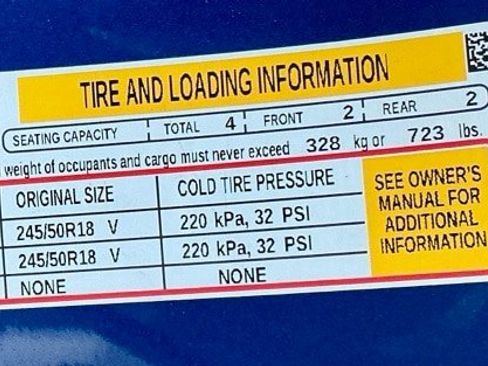 TIRE AND LOADING INFORMATION
SEATING CAPACITY TOTAL 4 FRONT 2 REAR 2
weight of occupants and cargo must never exceed 328 kg or 723 lbs.
ORIGINAL SIZE COLD TIRE PRESSURE
245/50R18 V 220 kPa, 32 PSI
245/50R18 V 220 kPa, 32 PSI
NONE NONE
SEE OWNER'S
MANUAL FOR
ADDITIONAL
INFORMATION